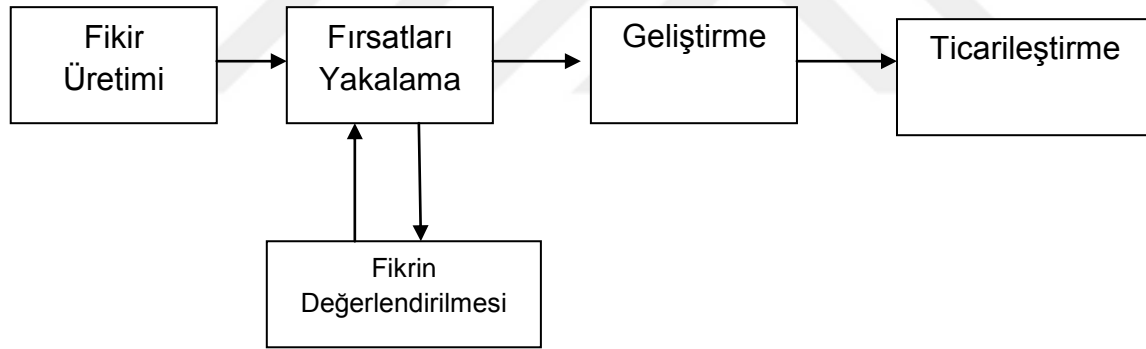 Fikir
Üretimi
Fırsatları
Yakalama
Geliştirme
Ticarileştirme
Fikrin
Değerlendirilmesi